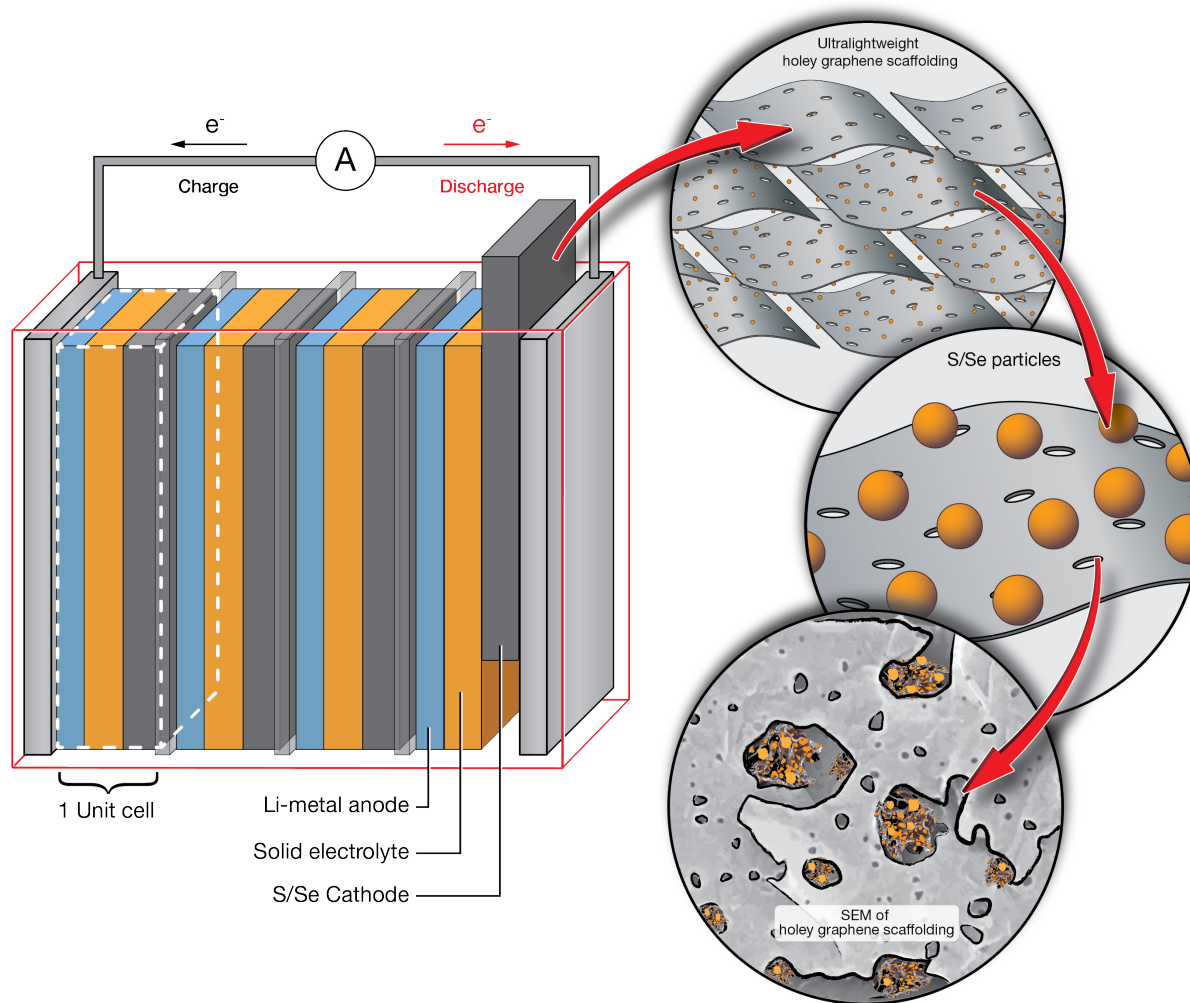 Ultralightweight
holey graphene scaffolding
e-
e-
A
Charge
Discharge
S/Se particles
1 Unit cell
Li-metal anode
Solid electrolyte
S/Se Cathode
SEM of
holey graphene scaffolding